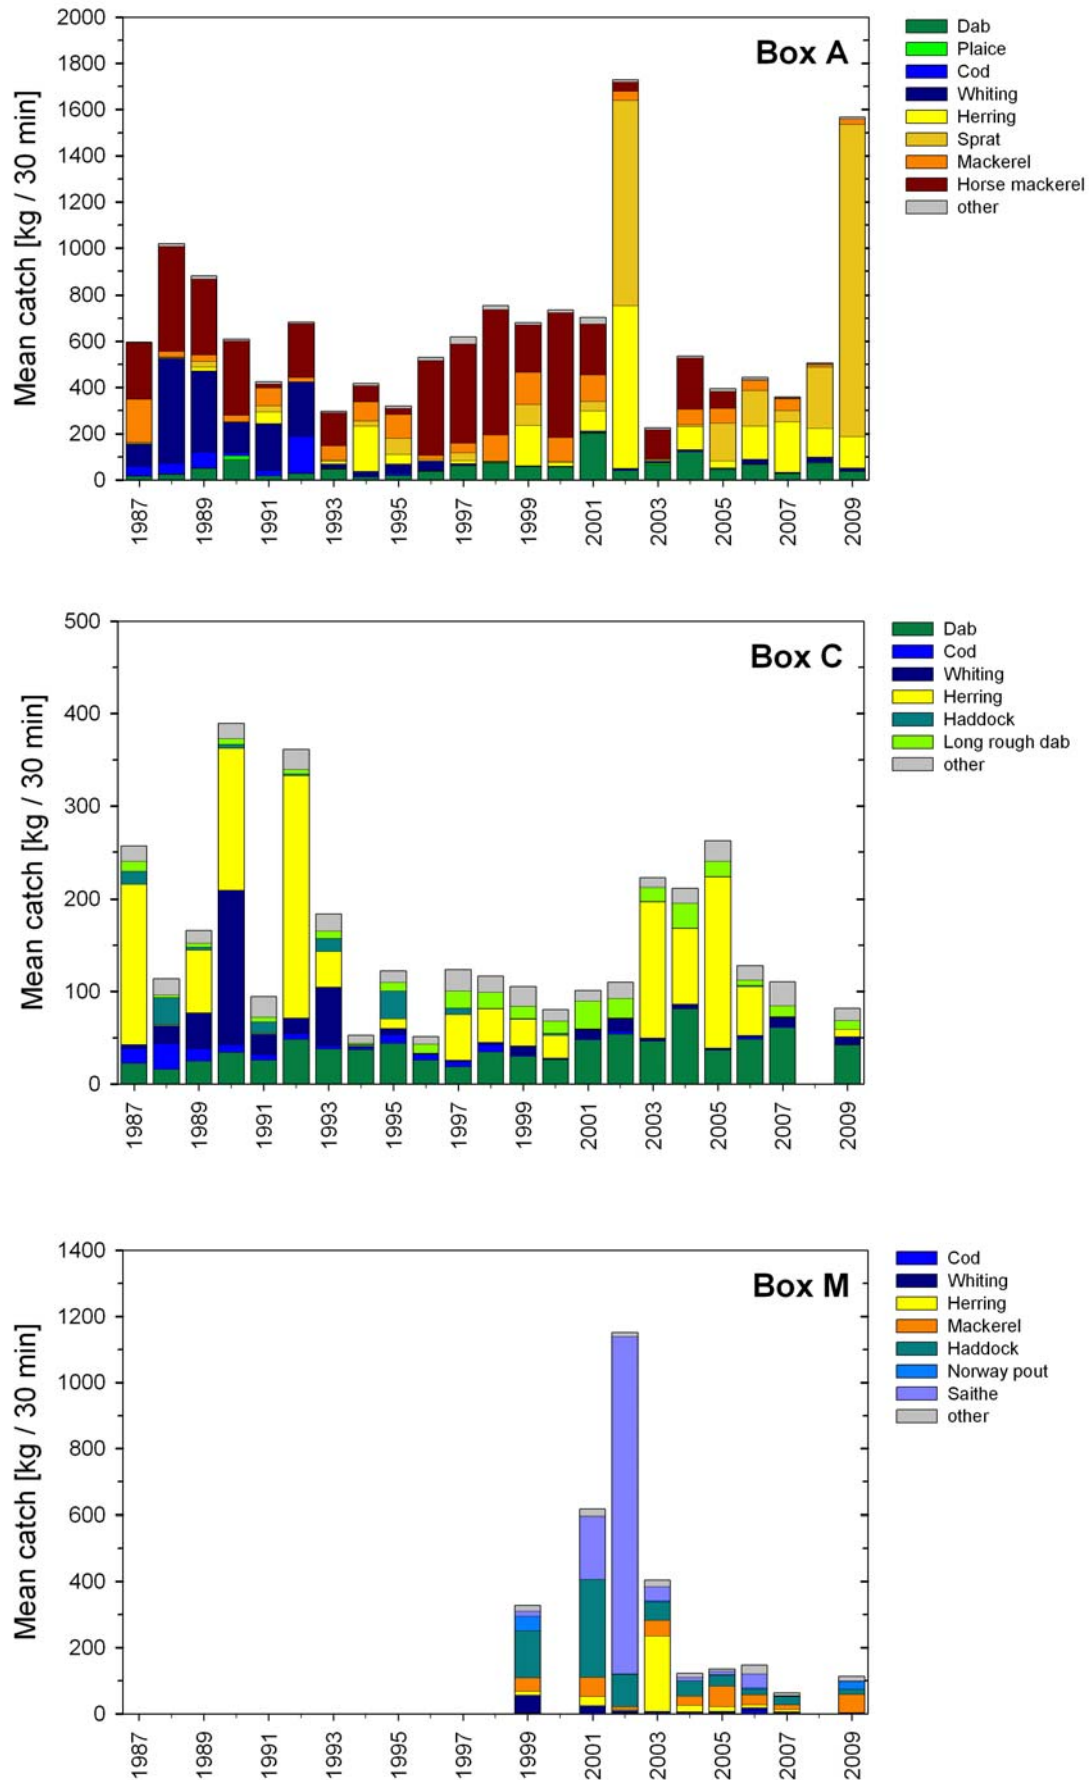 Mean catch [kg / 30 min]
2000
1800
1600
1400
1200
1000
800
600
400
200
0
Box A
Dab
Plaice
Cod
Whiting
Herring
Sprat
Mackerel
Horse mackerel
other
1987 1989 1991 1993 1995 1997 1999 2001 2003 2005 2007 2009
Mean catch [kg / 30 min]
500
400
300
200
100
0
Box C
Dab
Cod
Whiting
Herring
Haddock
Long rough dab
other
1987 1989 1991 1993 1995 1997 1999 2001 2003 2005 2007 2009
Mean catch [kg / 30 min]
1400
1200
1000
800
600
400
200
0
Box M
Cod
Whiting
Herring
Mackerel
Haddock
Norway pout
Saithe
other
1987 1989 1991 1993 1995 1997 1999 2001 2003 2005 2007 2009